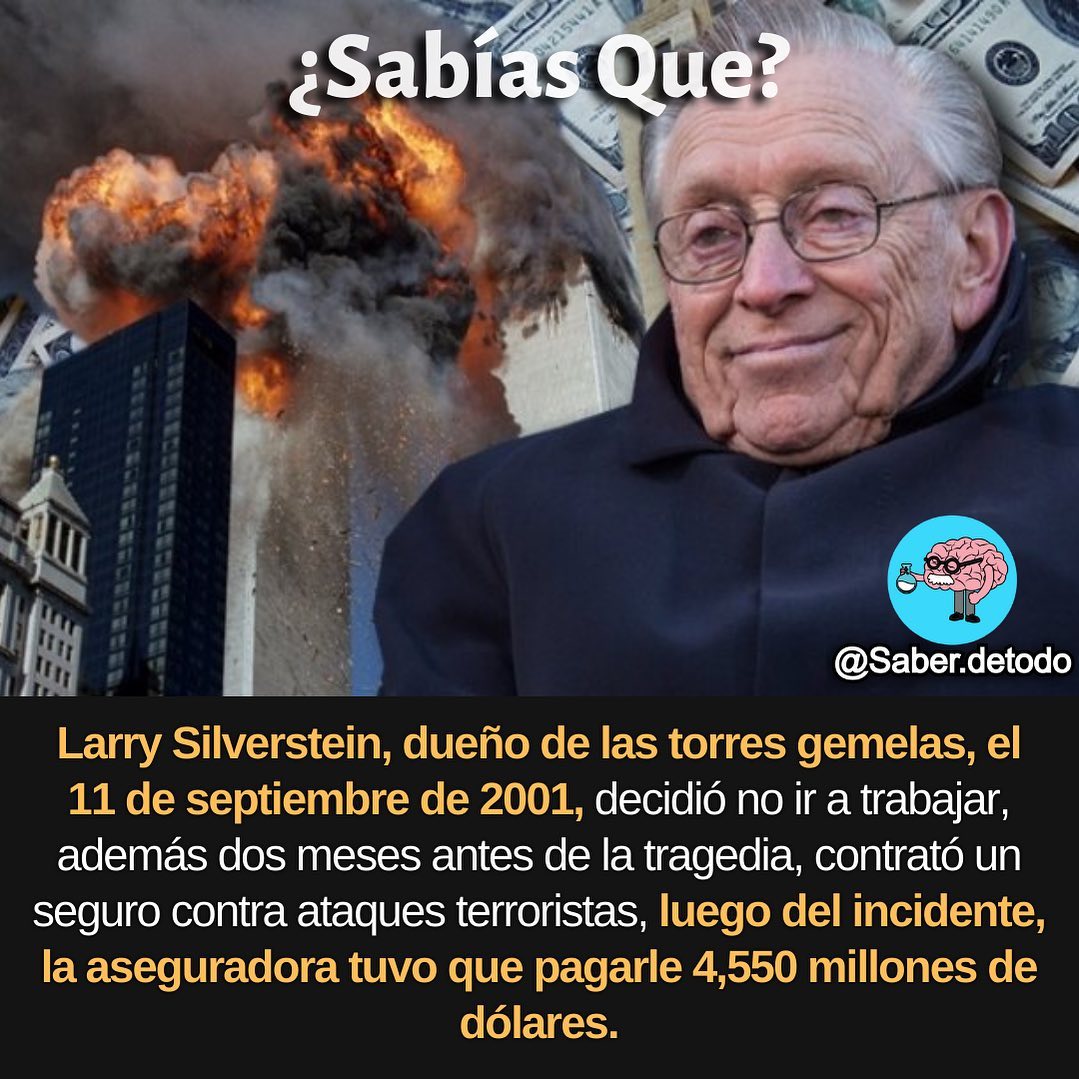 ¿Sabías Que?
@Saber.detodo
Larry Silverstein, dueño de las torres gemelas, el
11 de septiembre de 2001, decidió no ir a trabajar,
además dos meses antes de la tragedia, contrató un
seguro contra ataques terroristas, luego del incidente,
la aseguradora tuvo que pagarle 4,550 millones de
dólares.